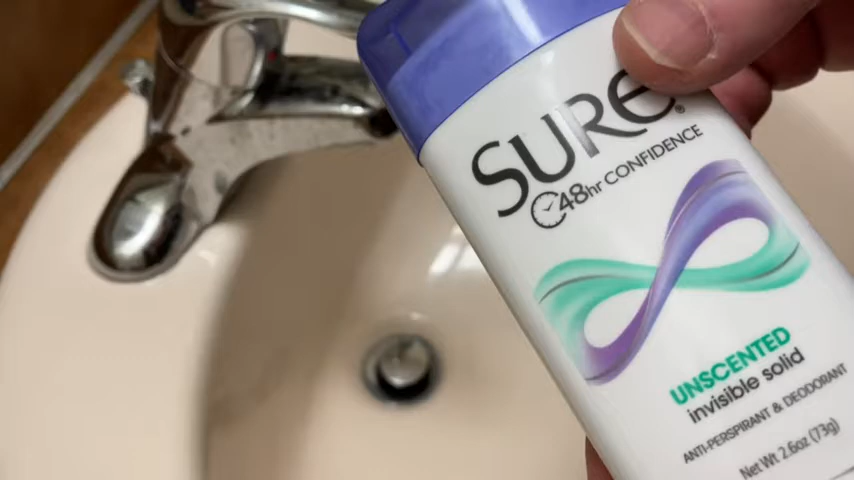 SURE®
48hr CONFIDENCE
UNSCENTED
invisible solid
ANTI-PERSPIRANT & DEODORANT
Net Wt 2.6oz (73g)